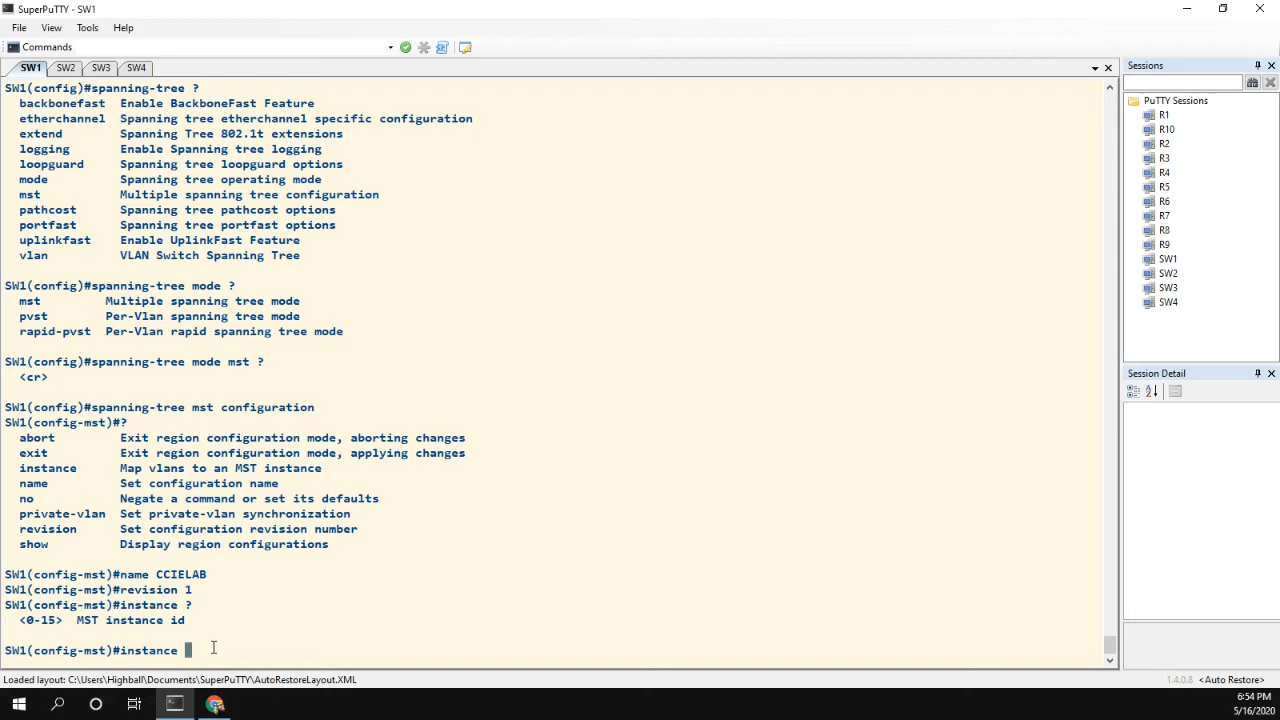 SuperPuTTY - SW1
File View Tools Help
Commands
SW1 SW2 SW3 SW4
SW1(config)#spanning-tree ?
backbonefast Enable BackboneFast Feature
etherchannel Spanning tree etherchannel specific configuration
extend Spanning Tree 802.1t extensions
logging Enable Spanning tree logging
loopguard Spanning tree loopguard options
mode Spanning tree operating mode
mst Multiple spanning tree configuration
pathcost Spanning tree pathcost options
portfast Spanning tree portfast options
uplinkfast Enable UplinkFast Feature
vlan VLAN Switch Spanning Tree
SW1(config)#spanning-tree mode ?
mst Multiple spanning tree mode
pvst Per-Vlan spanning tree mode
rapid-pvst Per-Vlan rapid spanning tree mode
SW1(config)#spanning-tree mode mst ?
<cr>
SW1(config)#spanning-tree mst configuration
SW1(config-mst)#?
abort Exit region configuration mode, aborting changes
exit Exit region configuration mode, applying changes
instance Map vlans to an MST instance
name Set configuration name
no Negate a command or set its defaults
private-vlan Set private-vlan synchronization
revision Set configuration revision number
show Display region configurations
SW1(config-mst)#name CCIELAB
SW1(config-mst)#revision 1
SW1(config-mst)#instance ?
<0-15> MST instance id
SW1(config-mst)#instance
Sessions
PuTTY Sessions
R1
R10
R2
R3
R4
R5
R6
R7
R8
R9
SW1
SW2
SW3
SW4
Session Detail
Loaded layout: C:\Users\Highball\Documents\SuperPuTTY\AutoRestoreLayout.XML
1.4.0.8 <Auto Restore>
6:54 PM
5/16/2020